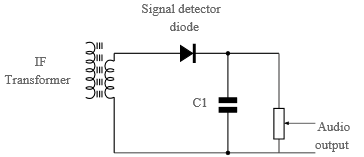 Signal detector
diode
IF
Transformer
C1
Audio
output